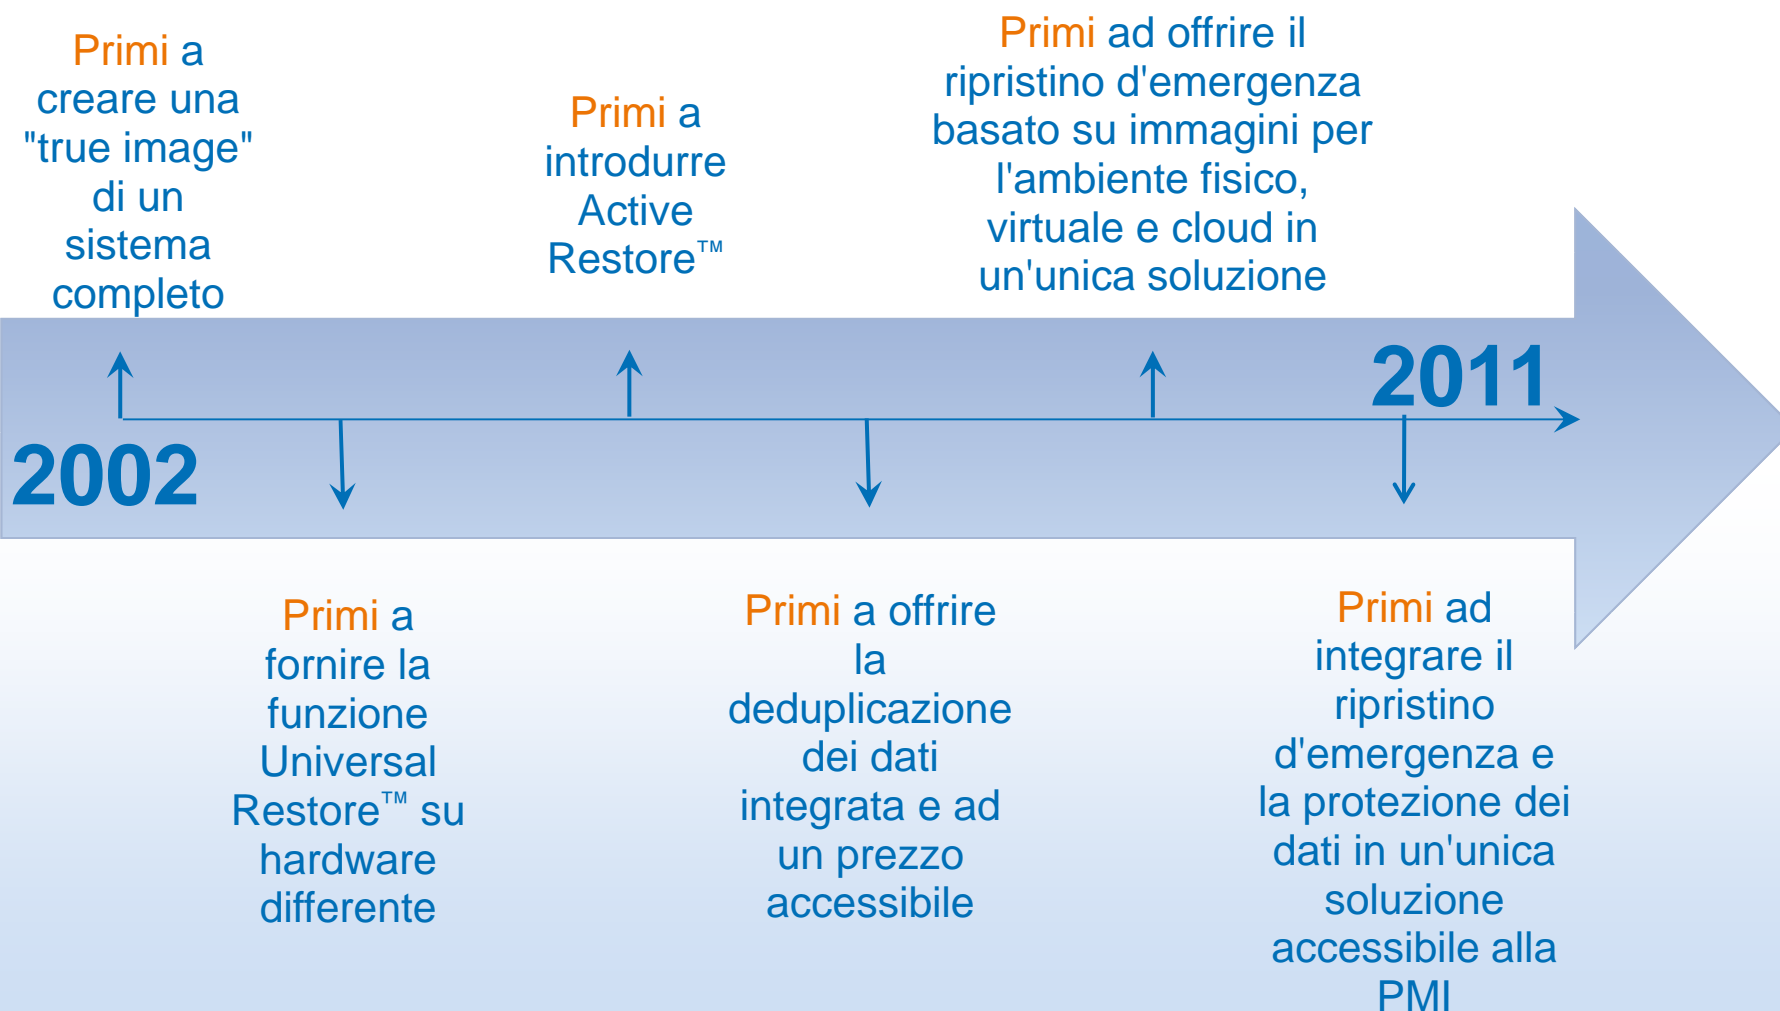 Primi a
creare una
"true image"
di un
sistema
completo
Primi a
introdurre
Active
Restore™
Primi ad offrire il
ripristino d'emergenza
basato su immagini per
l'ambiente fisico,
virtuale e cloud in
un'unica soluzione
2011
2002
Primi a
fornire la
funzione
Universal
Restore™ su
hardware
differente
Primi a offrire
la
deduplicazione
dei dati
integrata e ad
un prezzo
accessibile
Primi ad
integrare il
ripristino
d'emergenza e
la protezione dei
dati in un'unica
soluzione
accessibile alla
PMI